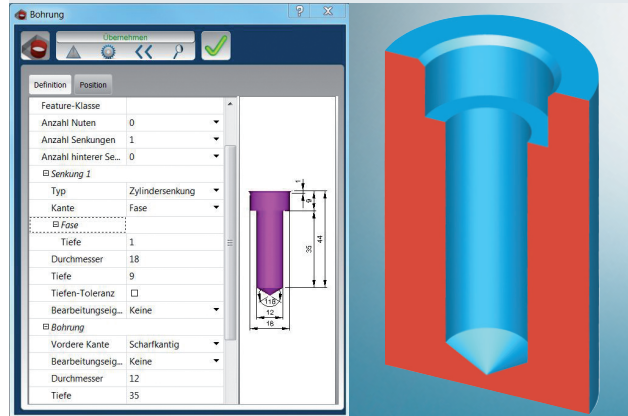 Bohrung
Übernehmen
Definition Position
Feature-Klasse
Anzahl Nuten 0
Anzahl Senkungen 1
Anzahl hinterer Se... 0
Senkung 1
Typ Zylindersenkung
Kante Fase
Fase
Tiefe 1
Durchmesser 18
Tiefe 9
Tiefen-Toleranz
Bearbeitungseig... Keine
Bohrung
Vordere Kante Scharfkantig
Bearbeitungseig... Keine
Durchmesser 12
Tiefe 35
1
9
35
44
118
12
18